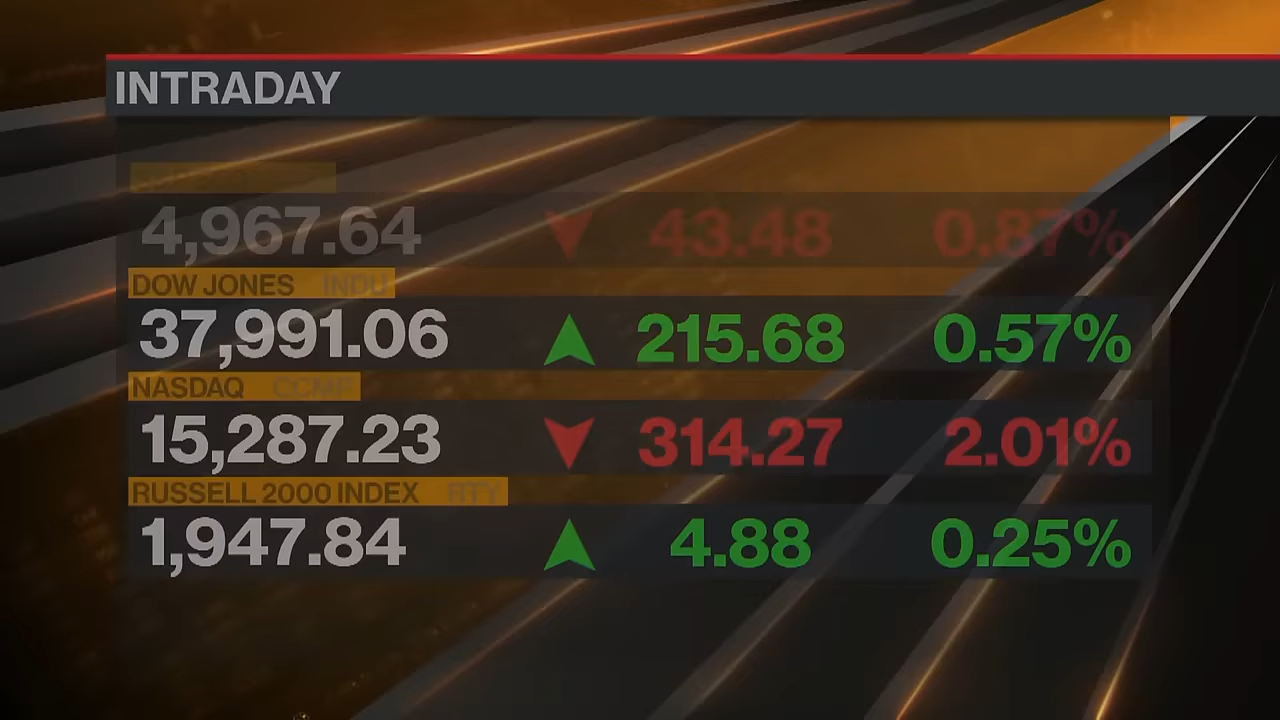 INTRADAY
4,967.64 ▼ 43.48 0.87%
DOW JONES INDU
37,991.06 ▲ 215.68 0.57%
NASDAQ CCMP
15,287.23 ▼ 314.27 2.01%
RUSSELL 2000 INDEX
1,947.84 ▲ 4.88 0.25%